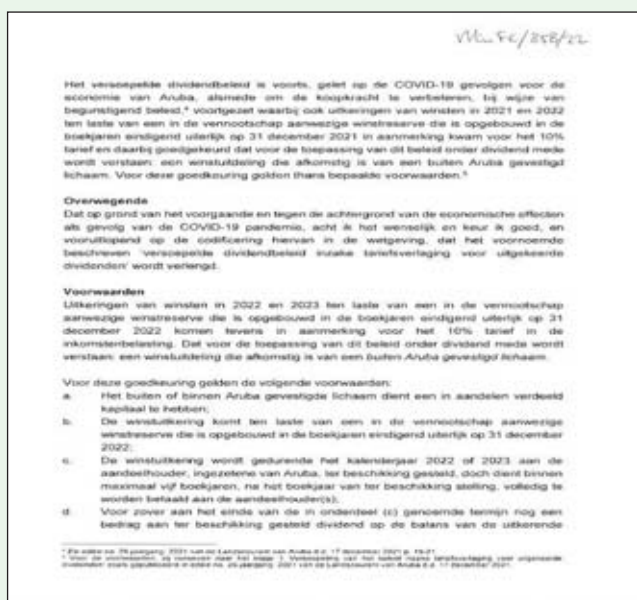 Het versoepelde dividendbeleid is voorts, gelet op de COVID-19 gevolgen voor de
economie van Aruba, alsmede om de koopkracht te verbeteren, bij wijze van
begunstigend beleid,⁴ voortgezet waarbij ook uitkeringen van winsten in 2021 en 2022
ten laste van een in de vennootschap aanwezige winstreserve die is opgebouwd in de
boekjaren eindigend uiterlijk op 31 december 2021 in aanmerking kwam voor het 10%
tarief en daarbij goedgekeurd dat voor de toepassing van dit beleid onder dividend mede
wordt verstaan: een winstuitdeling die afkomstig is van een buiten Aruba gevestigd
lichaam. Voor deze goedkeuring golden thans bepaalde voorwaarden.⁵
Overwegende
Dat op grond van het voorgaande en tegen de achtergrond van de economische effecten
als gevolg van de COVID-19 pandemie, acht ik het wenselijk en keur ik goed, en
vooruitlopend op de codificering hiervan in de wetgeving, dat het voornoemde
beschreven 'versoepelde dividendbeleid inzake tariefsverlaging voor uitgekeerde
dividenden' wordt verlengd.
Voorwaarden
Uitkeringen van winsten in 2022 en 2023 ten laste van een in de vennootschap
aanwezige winstreserve die is opgebouwd in de boekjaren eindigend uiterlijk op 31
december 2022 komen tevens in aanmerking voor het 10% tarief in de
inkomstenbelasting. Dat voor de toepassing van dit beleid onder dividend mede wordt
verstaan: een winstuitdeling die afkomstig is van een buiten Aruba gevestigd lichaam.
Voor deze goedkeuring golden de volgende voorwaarden:
a. Het buiten of binnen Aruba gevestigde lichaam dient een in aandelen verdeeld
kapitaal te hebben;
b. De winstuitkering komt ten laste van een in de vennootschap aanwezige
winstreserve die is opgebouwd in de boekjaren eindigend uiterlijk op 31 december
2022;
c. De winstuitkering wordt gedurende het kalenderjaar 2022 of 2023 aan de
aandeelhouder, ingezetene van Aruba, ter beschikking gesteld, doch dient binnen
maximaal vijf boekjaren, na het boekjaar van ter beschikking stelling, volledig te
worden betaald aan de aandeelhouder(s);
d. Voor zover aan het einde van de in onderdeel (c) genoemde termijn nog een
bedrag aan ter beschikking gesteld dividend op de balans van de uitkerende